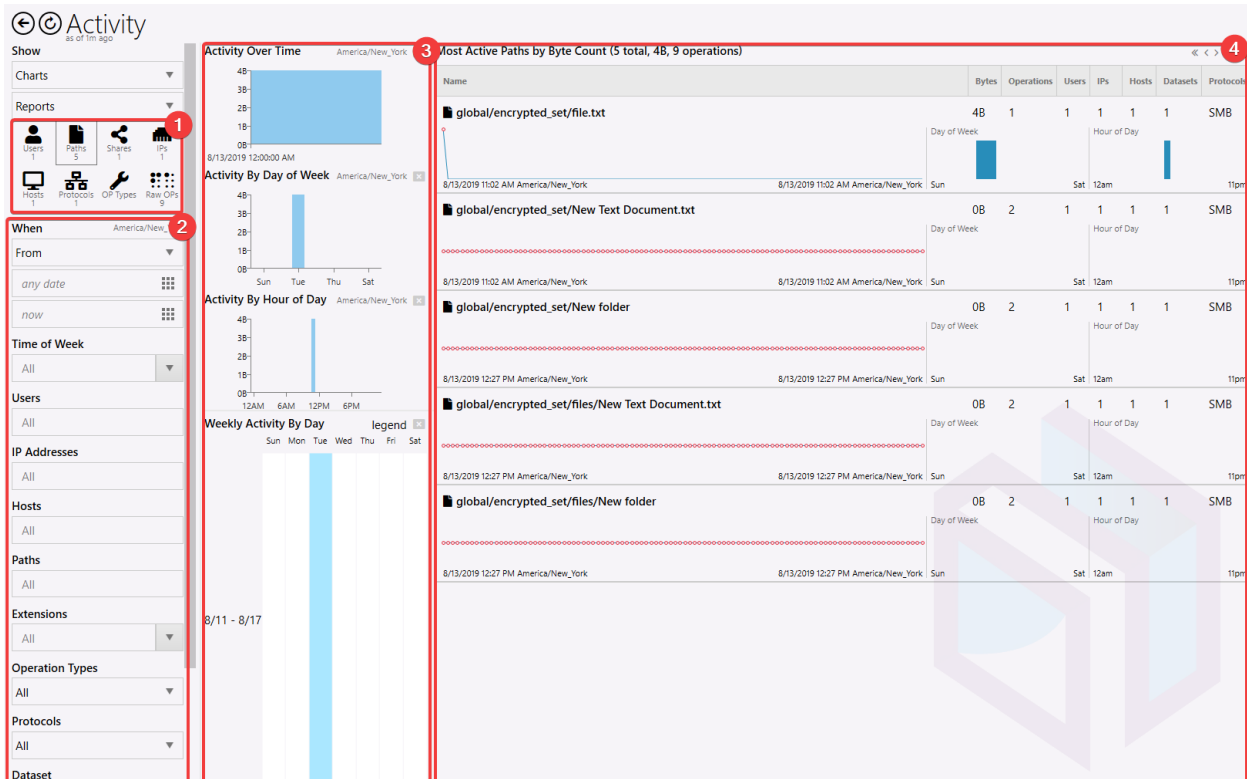 Activity
as of 1m ago
Show
Charts
Reports
1
Users
1
Paths
5
Shares
1
IPs
1
Hosts
1
Protocols
1
OP Types
Raw OPs
9
2
When America/New_
From
any date
now
Time of Week
All
Users
All
IP Addresses
All
Hosts
All
Paths
All
Extensions
All
Operation Types
All
Protocols
All
Dataset
3
Activity Over Time America/New_York
4B
3B
2B
1B
0B
8/13/2019 12:00:00 AM
Activity By Day of Week America/New_York
4B
3B
2B
1B
0B
Sun Tue Thu Sat
Activity By Hour of Day America/New_York
4B
3B
2B
1B
0B
12AM 6AM 12PM 6PM
Weekly Activity By Day legend
Sun Mon Tue Wed Thu Fri Sat
8/11 - 8/17
4
Most Active Paths by Byte Count (5 total, 4B, 9 operations) « < >
Name Bytes Operations Users IPs Hosts Datasets Protocols
global/encrypted_set/file.txt 4B 1 1 1 1 1 SMB
Day of Week Hour of Day
8/13/2019 11:02 AM America/New_York 8/13/2019 11:02 AM America/New_York Sun Sat 12am 11pm
global/encrypted_set/New Text Document.txt 0B 2 1 1 1 1 SMB
Day of Week Hour of Day
8/13/2019 11:02 AM America/New_York 8/13/2019 11:02 AM America/New_York Sun Sat 12am 11pm
global/encrypted_set/New folder 0B 2 1 1 1 1 SMB
Day of Week Hour of Day
8/13/2019 12:27 PM America/New_York 8/13/2019 12:27 PM America/New_York Sun Sat 12am 11pm
global/encrypted_set/files/New Text Document.txt 0B 2 1 1 1 1 SMB
Day of Week Hour of Day
8/13/2019 12:27 PM America/New_York 8/13/2019 12:27 PM America/New_York Sun Sat 12am 11pm
global/encrypted_set/files/New folder 0B 2 1 1 1 1 SMB
Day of Week Hour of Day
8/13/2019 12:27 PM America/New_York 8/13/2019 12:27 PM America/New_York Sun Sat 12am 11pm